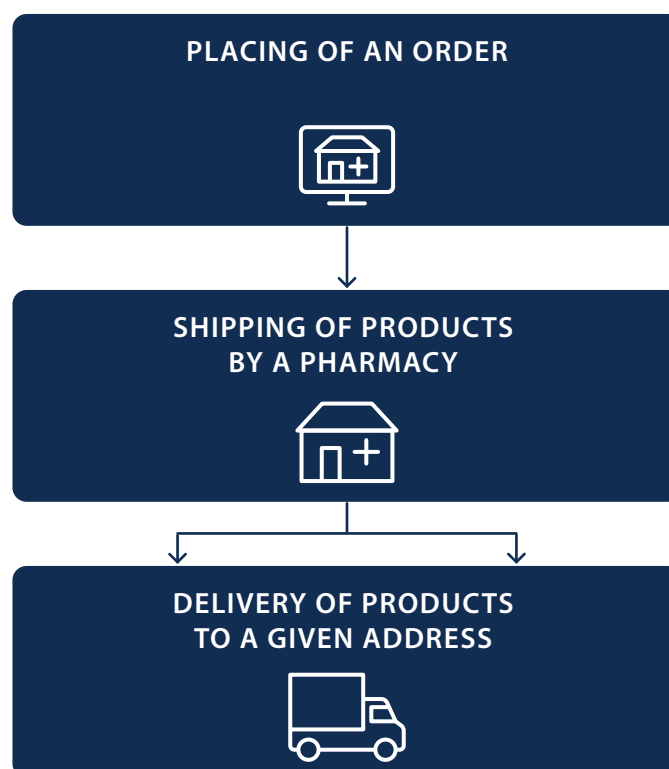 PLACING OF AN ORDER
SHIPPING OF PRODUCTS
BY A PHARMACY
DELIVERY OF PRODUCTS
TO A GIVEN ADDRESS